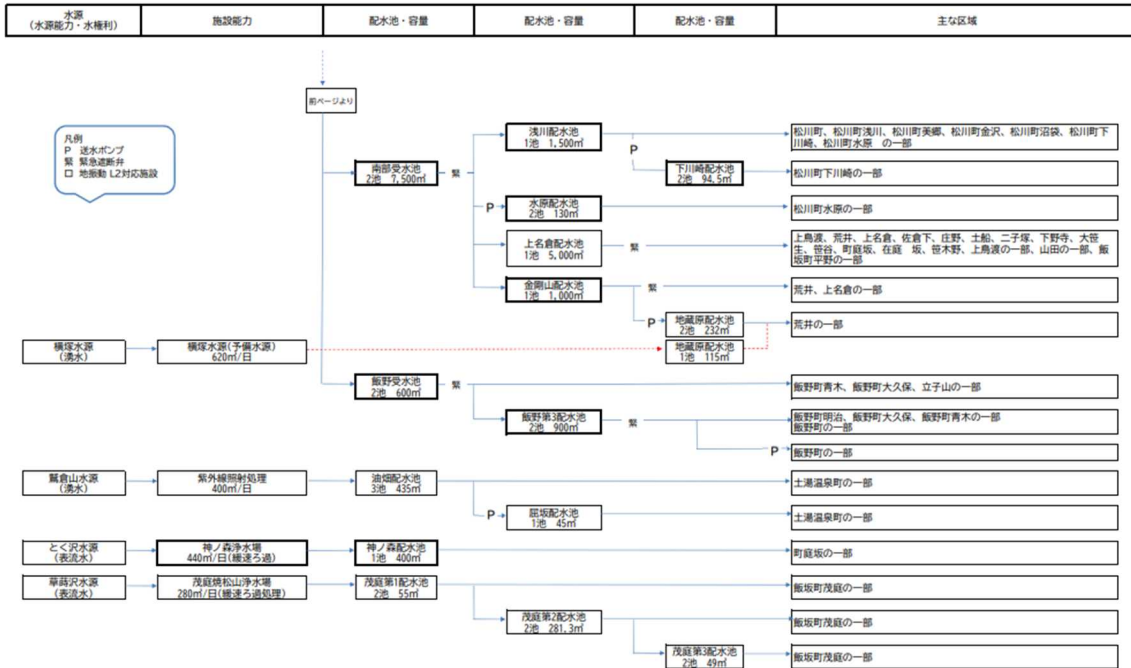 水源
(水源能力・水権利)
施設能力
配水池・容量
配水池・容量
配水池・容量
主な区域
前ページより
凡例
P 送水ポンプ
緊 緊急遮断弁
□ 地振動 L2対応施設
南部受水池
2池 7,500㎥
緊
浅川配水池
1池 1,500㎥
P
松川町、松川町浅川、松川町美郷、松川町金沢、松川町沼袋、松川町下
川崎、松川町水原 の一部
下川崎配水池
2池 94.5㎥
松川町下川崎の一部
P
水原配水池
2池 130㎥
松川町水原の一部
上名倉配水池
1池 5,000㎥
緊
上鳥渡、荒井、上名倉、佐倉下、庄野、土船、二子塚、下野寺、大笹
生、笹谷、町庭坂、在庭 坂、笹木野、上鳥渡の一部、山田の一部、飯
坂町平野の一部
金剛山配水池
1池 1,000㎥
緊
荒井、上名倉の一部
P
地蔵原配水池
2池 232㎥
荒井の一部
横塚水源
(湧水)
横塚水源(予備水源)
620㎥/日
地蔵原配水池
1池 115㎥
飯野受水池
2池 600㎥
緊
飯野町青木、飯野町大久保、立子山の一部
飯野第3配水池
2池 900㎥
緊
飯野町明治、飯野町大久保、飯野町青木の一部
飯野町の一部
P
飯野町の一部
鷲倉山水源
(湧水)
紫外線照射処理
400㎥/日
油畑配水池
3池 435㎥
土湯温泉町の一部
P
屈坂配水池
1池 45㎥
土湯温泉町の一部
とく沢水源
(表流水)
神ノ森浄水場
440㎥/日(緩速ろ過)
神ノ森配水池
1池 400㎥
町庭坂の一部
草蒔沢水源
(表流水)
茂庭焼松山浄水場
280㎥/日(緩速ろ過処理)
茂庭第1配水池
2池 55㎥
飯坂町茂庭の一部
茂庭第2配水池
2池 281.3㎥
飯坂町茂庭の一部
茂庭第3配水池
2池 49㎥
飯坂町茂庭の一部